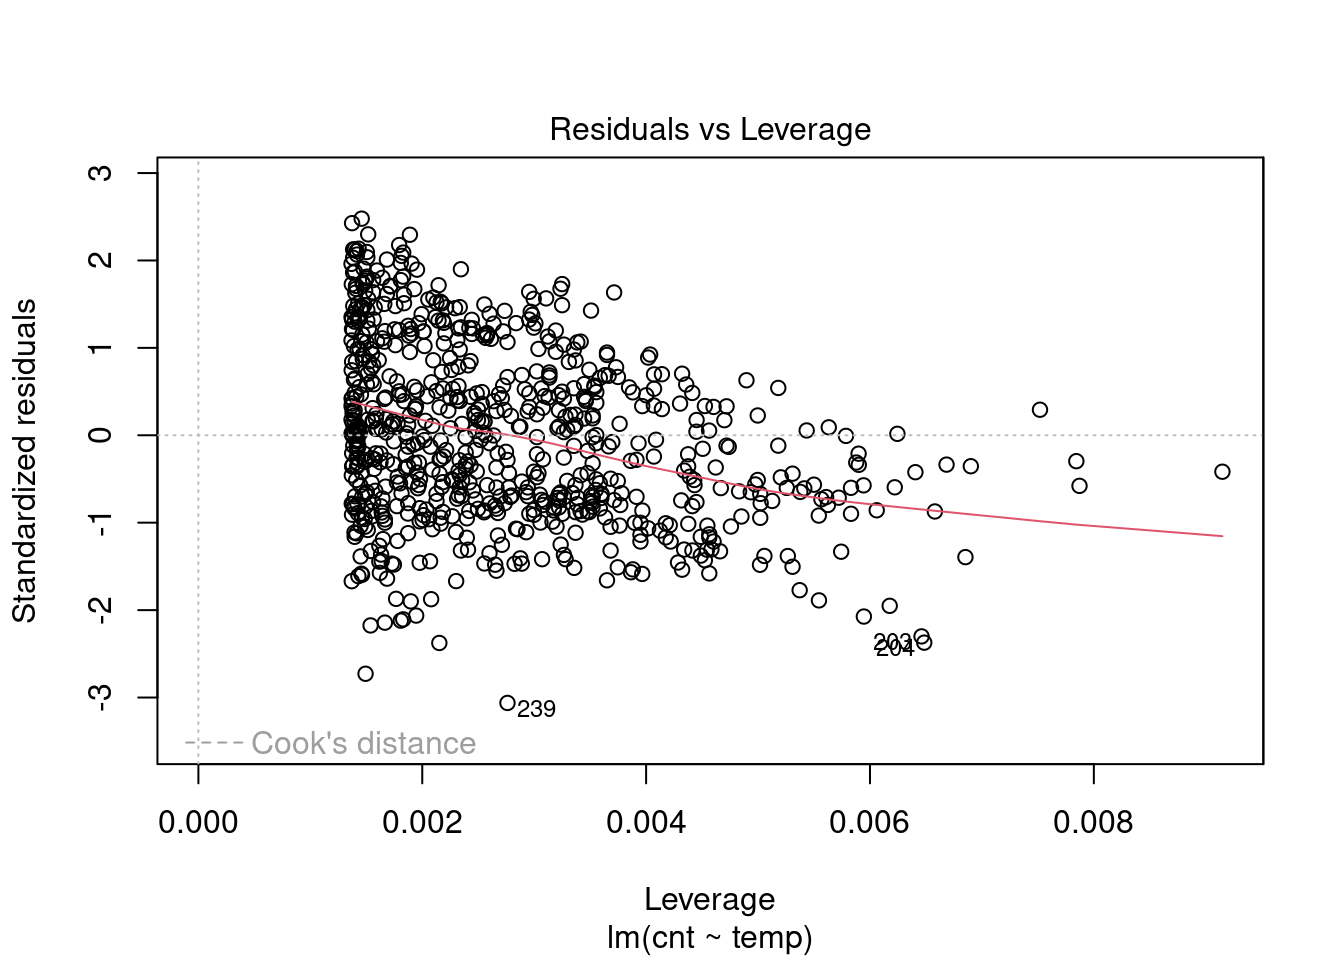 Residuals vs Leverage
Standardized residuals
3
2
1
0
-1
-2
-3
203
204
239
Cook's distance
0.000 0.002 0.004 0.006 0.008
Leverage
lm(cnt ~ temp)